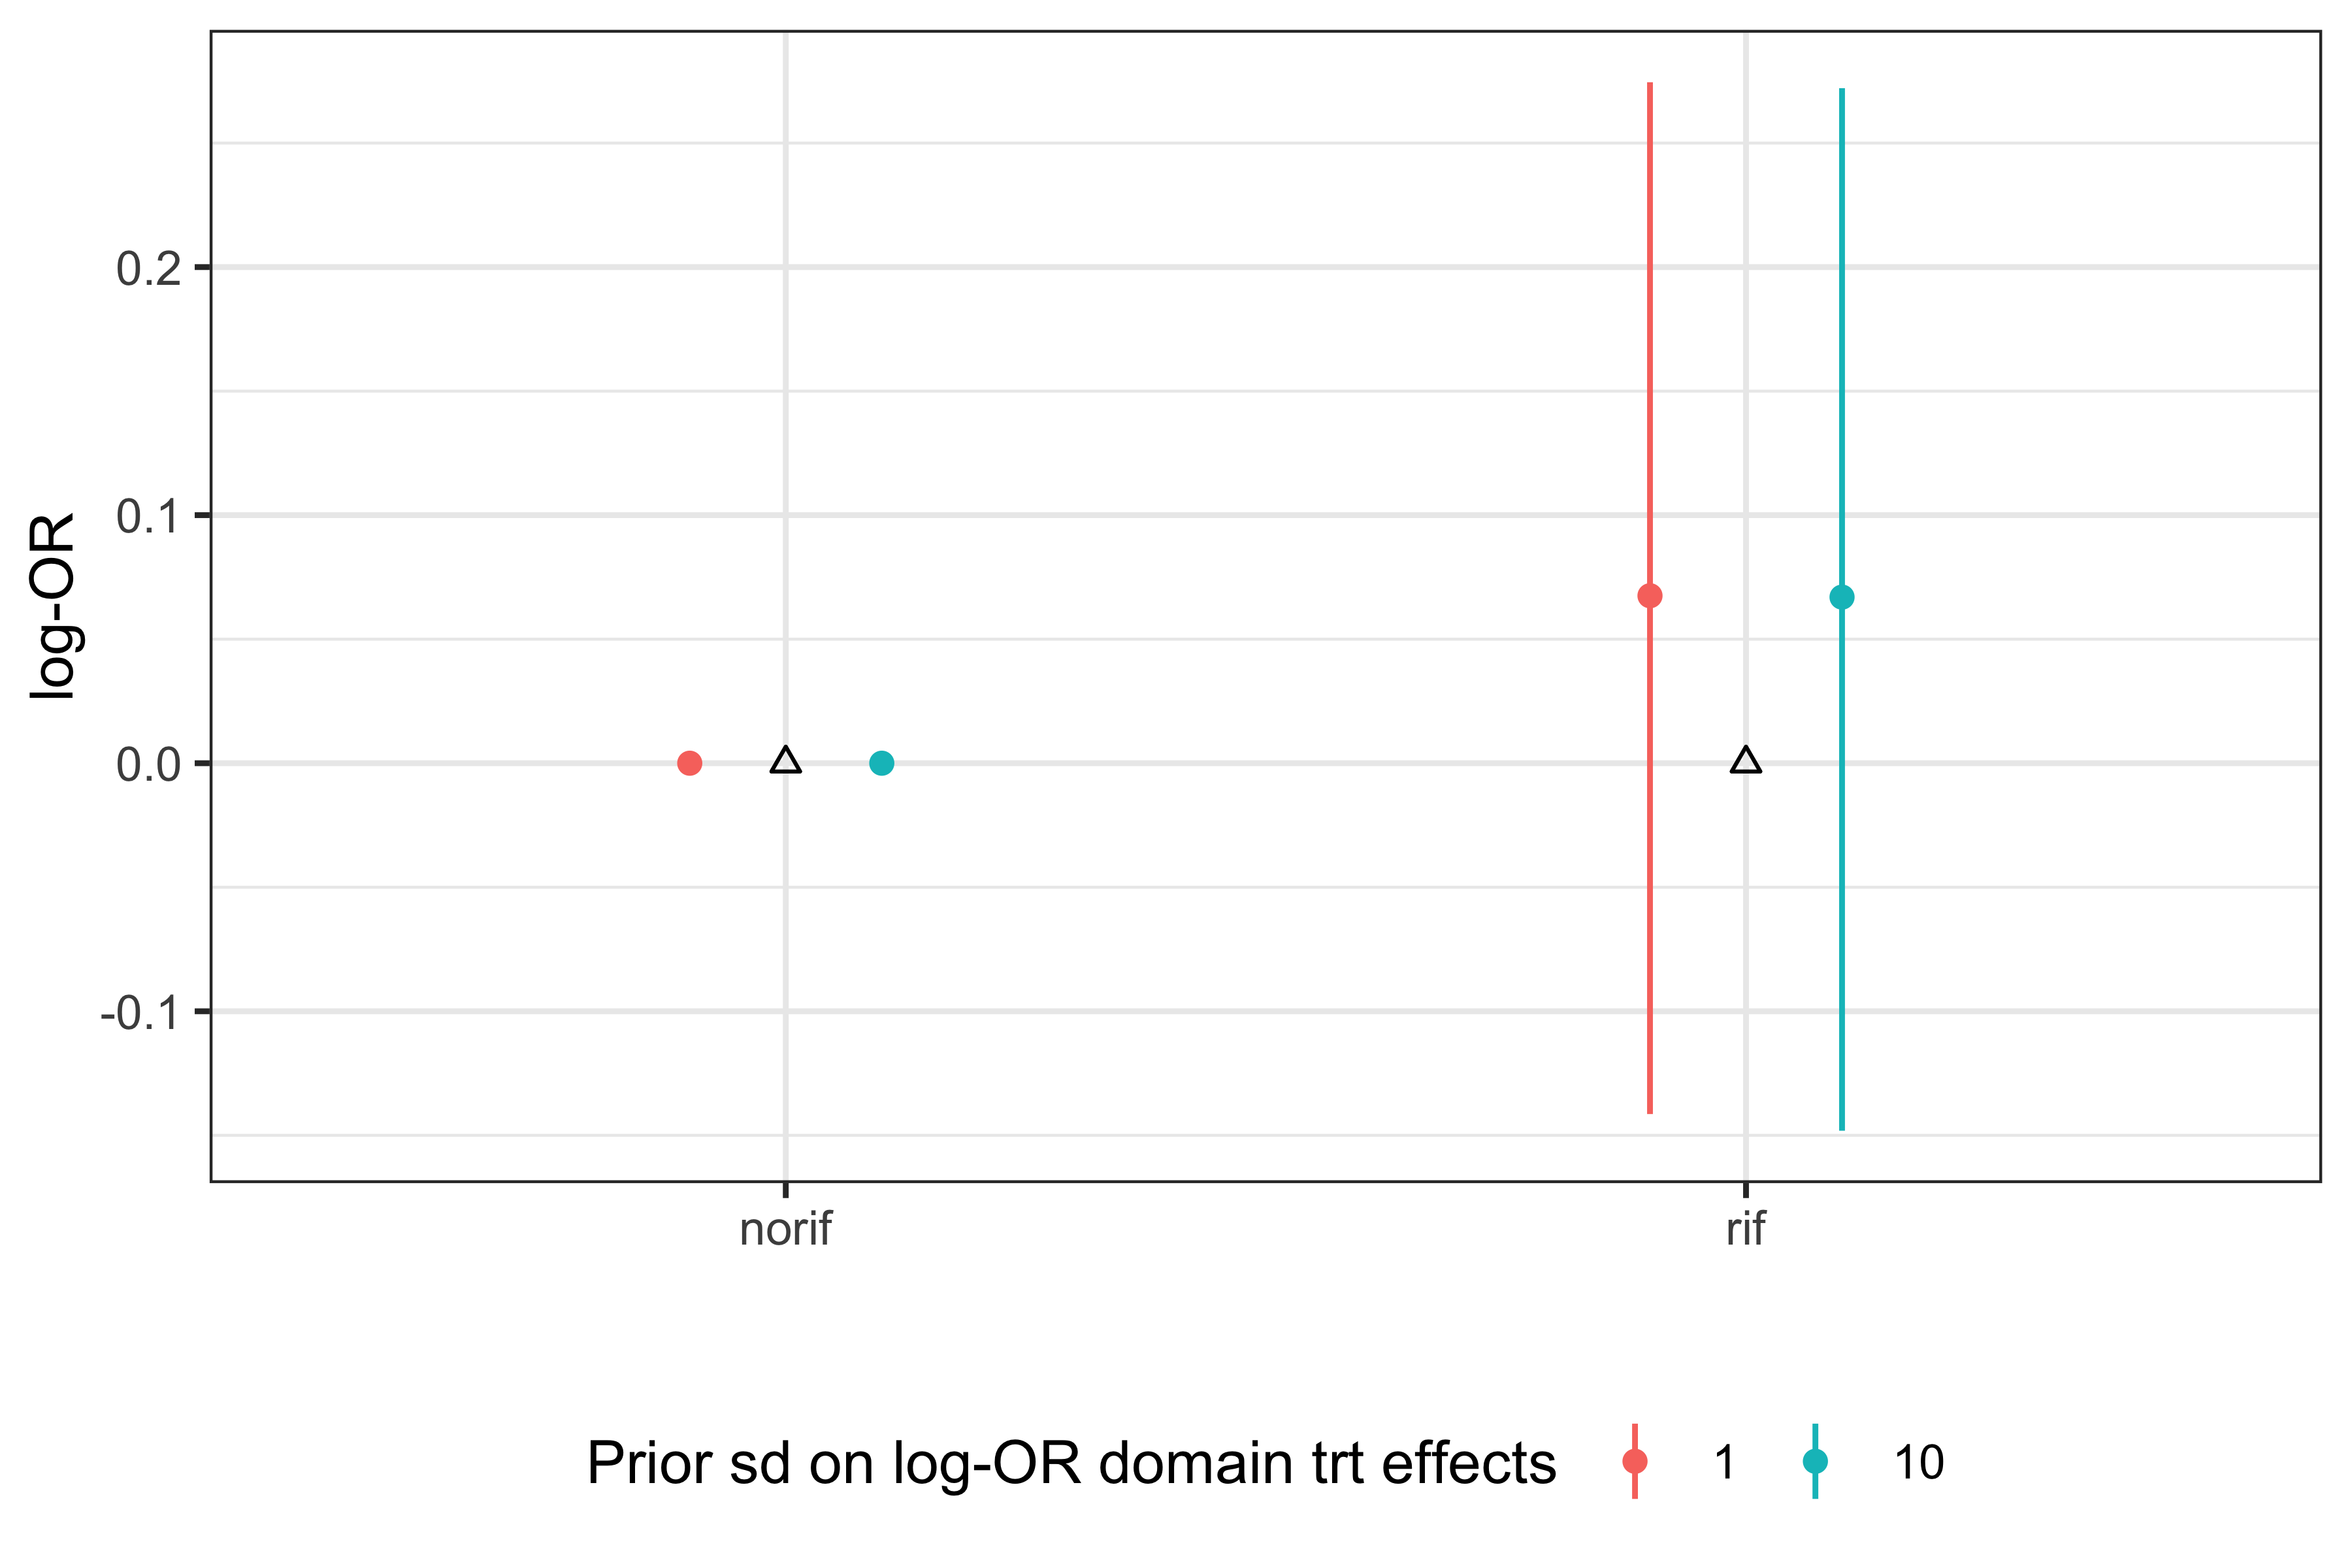 log-OR
0.2
0.1
0.0
-0.1
norif rif
Prior sd on log-OR domain trt effects 1 10